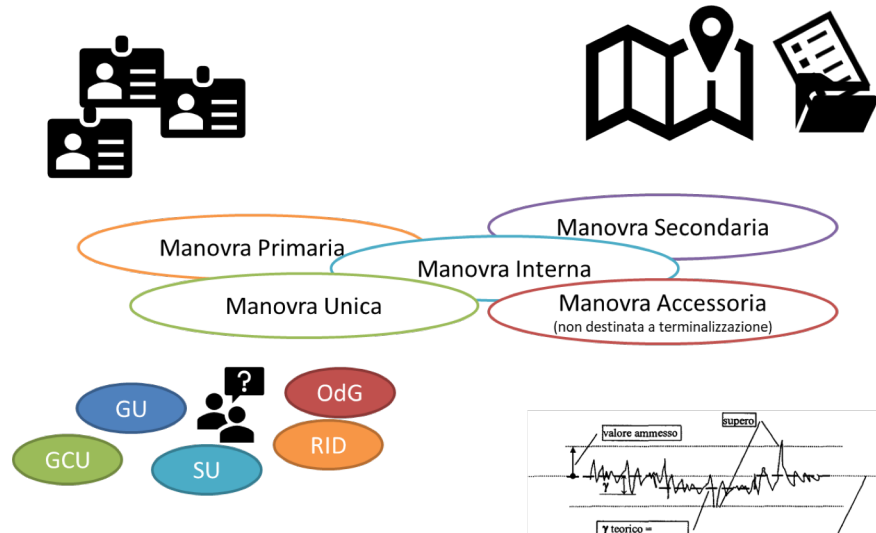 Manovra Secondaria
Manovra Primaria
Manovra Interna
Manovra Unica
Manovra Accessoria
(non destinata a terminalizzazione)
?
OdG
GU
RID
GCU
SU
supero
valore ammesso
γ
γ teorico =